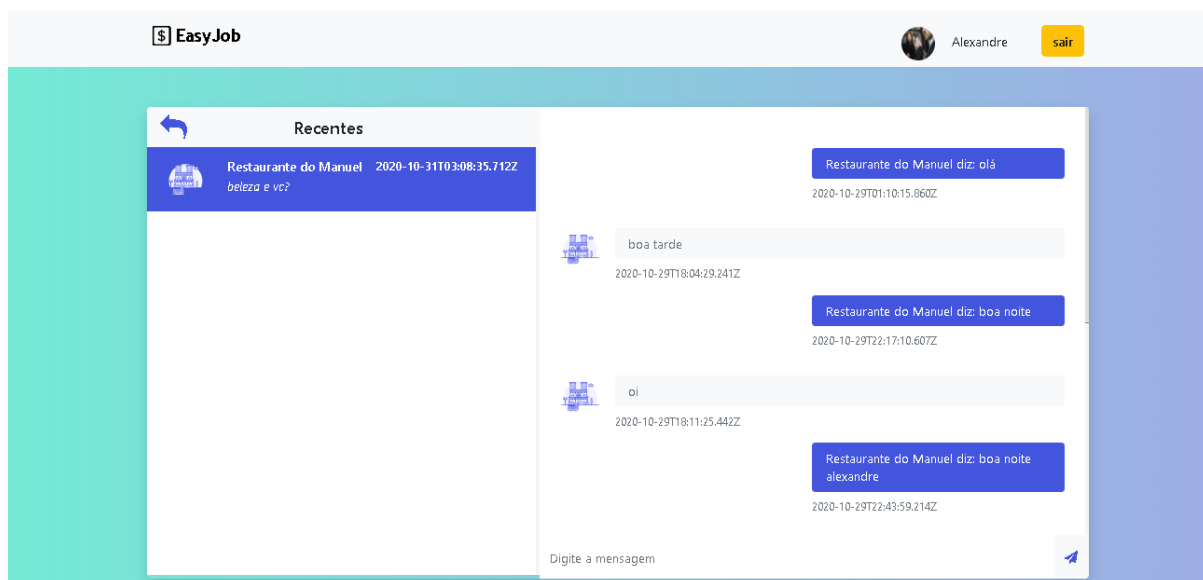 $ EasyJob
Alexandre
sair
Recentes
Restaurante do Manuel 2020-10-31T03:08:35.712Z
beleza e vc?
Restaurante do Manuel diz: olá
2020-10-29T01:10:15.860Z
boa tarde
2020-10-29T18:04:29.241Z
Restaurante do Manuel diz: boa noite
2020-10-29T22:17:10.607Z
oi
2020-10-29T18:11:25.442Z
Restaurante do Manuel diz: boa noite
alexandre
2020-10-29T22:43:59.214Z
Digite a mensagem